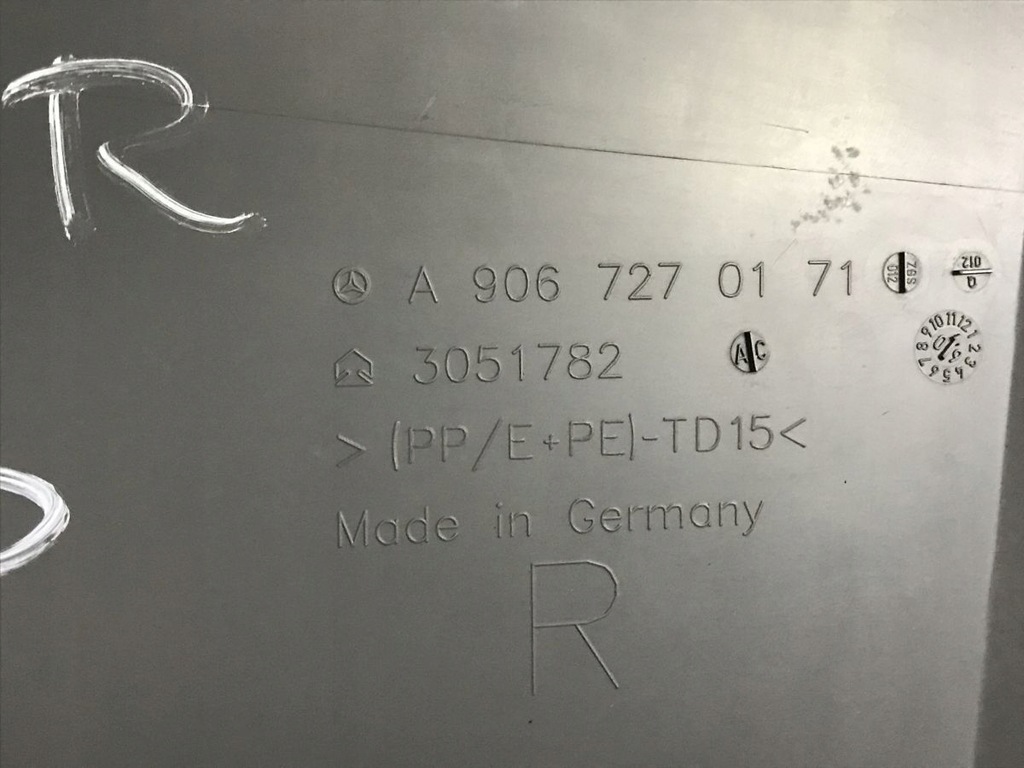 R
A 906 727 01 71
3051782 A C
> (PP/E+PE)-TD15<
Made in Germany
R